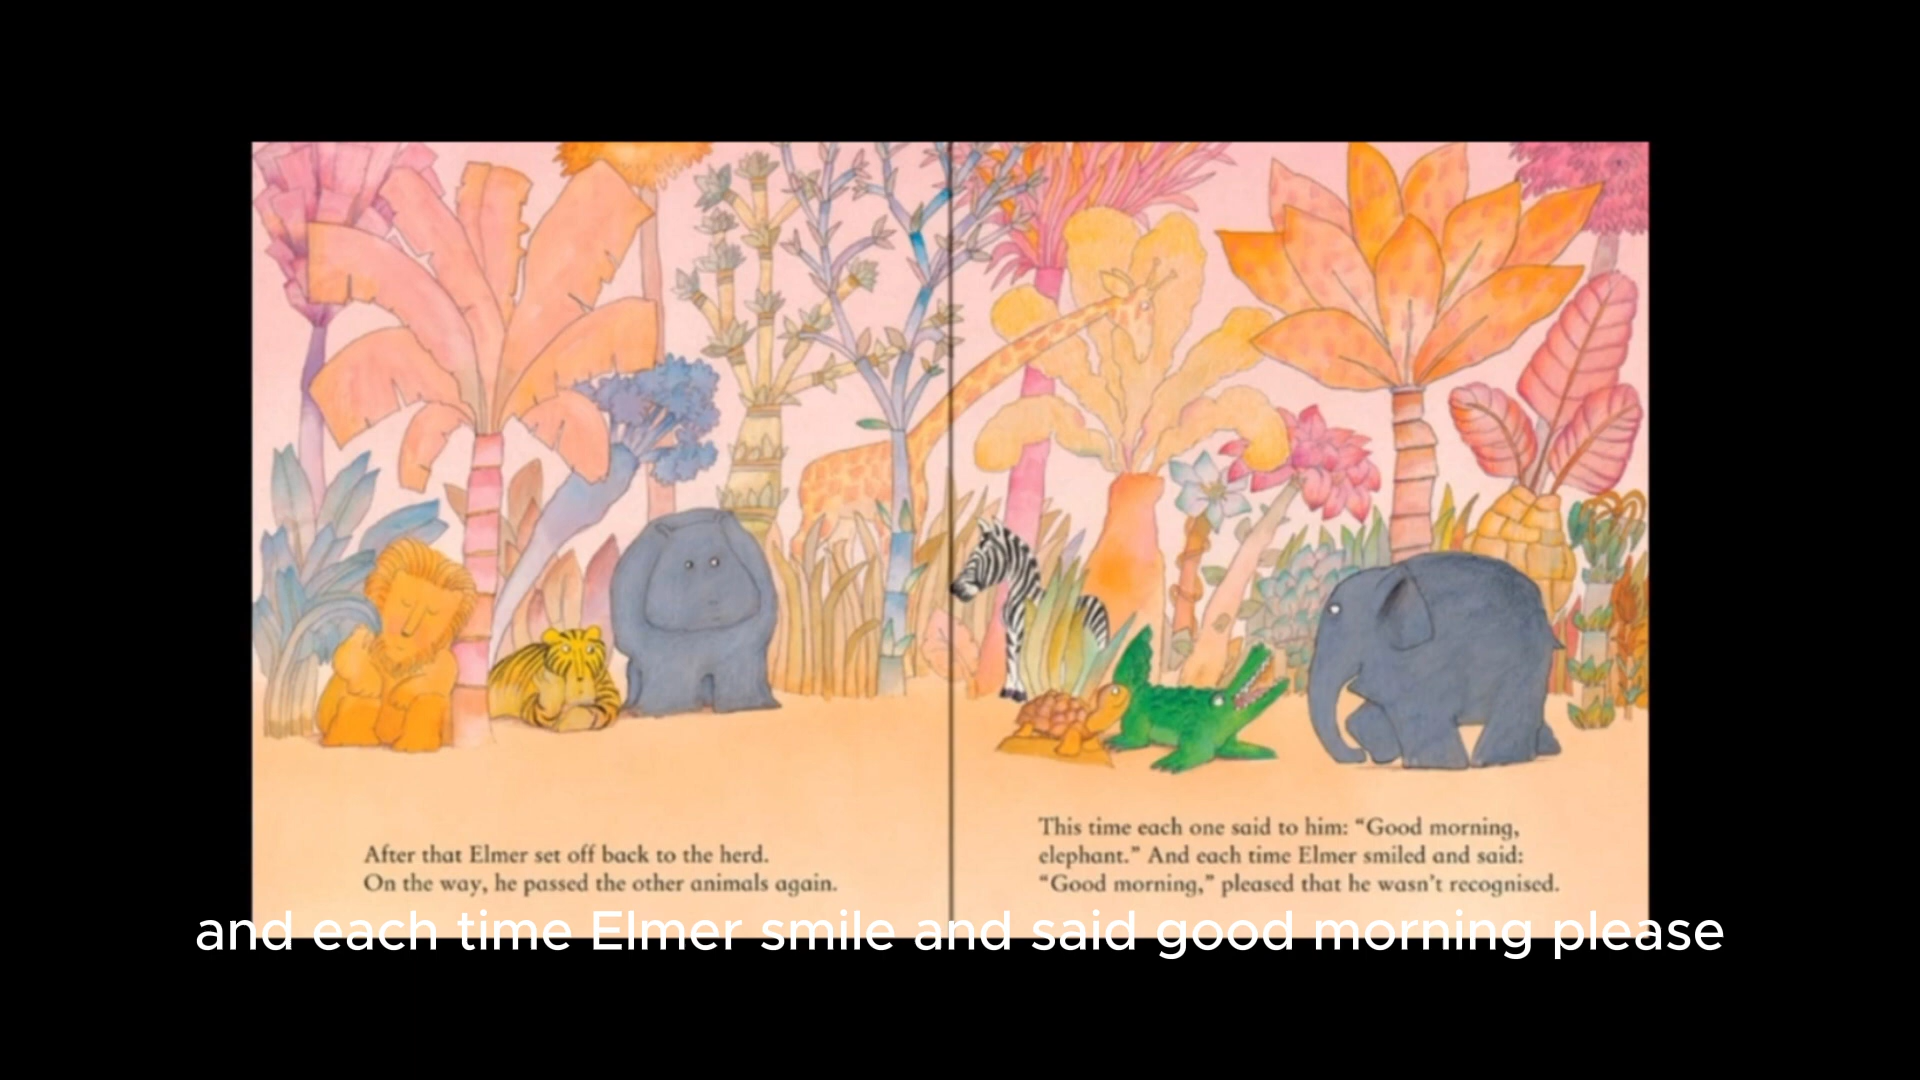 After that Elmer set off back to the herd.
On the way, he passed the other animals again.
This time each one said to him: “Good morning,
elephant.” And each time Elmer smiled and said:
“Good morning,” pleased that he wasn’t recognised.
and each time Elmer smile and said good morning please